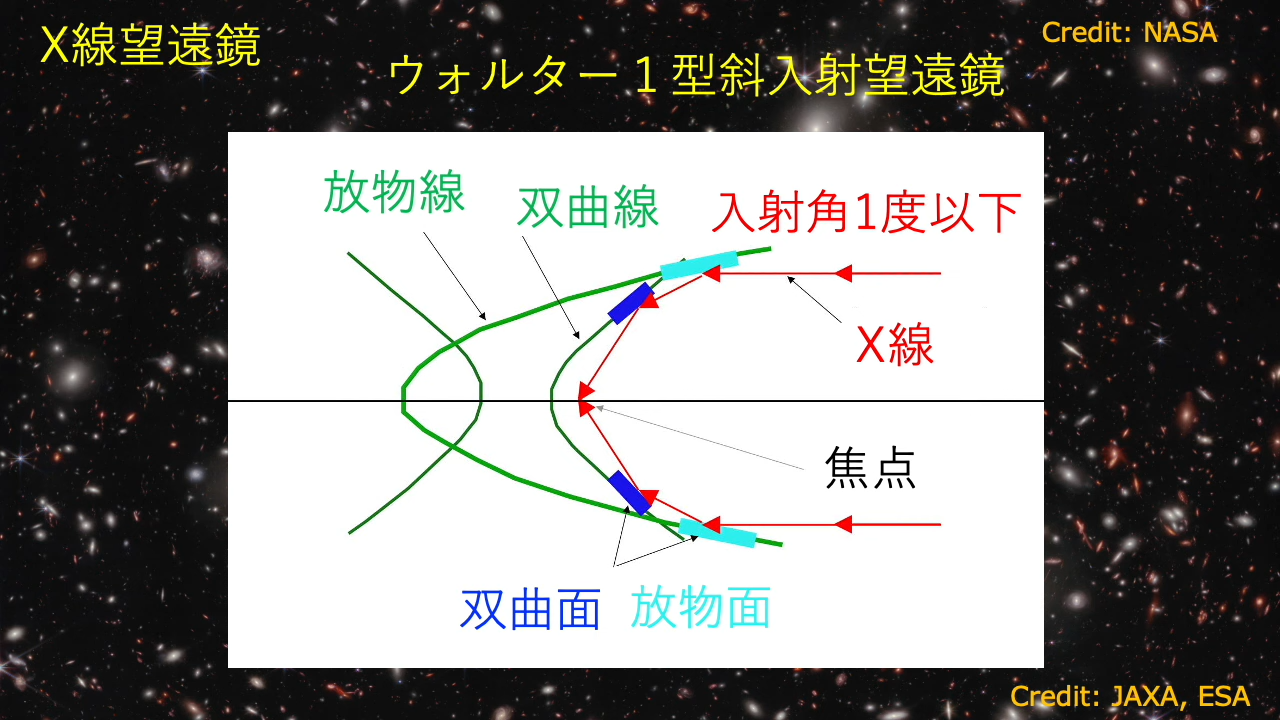 X線望遠鏡
Credit: NASA
ウォルター１型斜入射望遠鏡
放物線
双曲線
入射角1度以下
X線
焦点
双曲面
放物面
Credit: JAXA, ESA